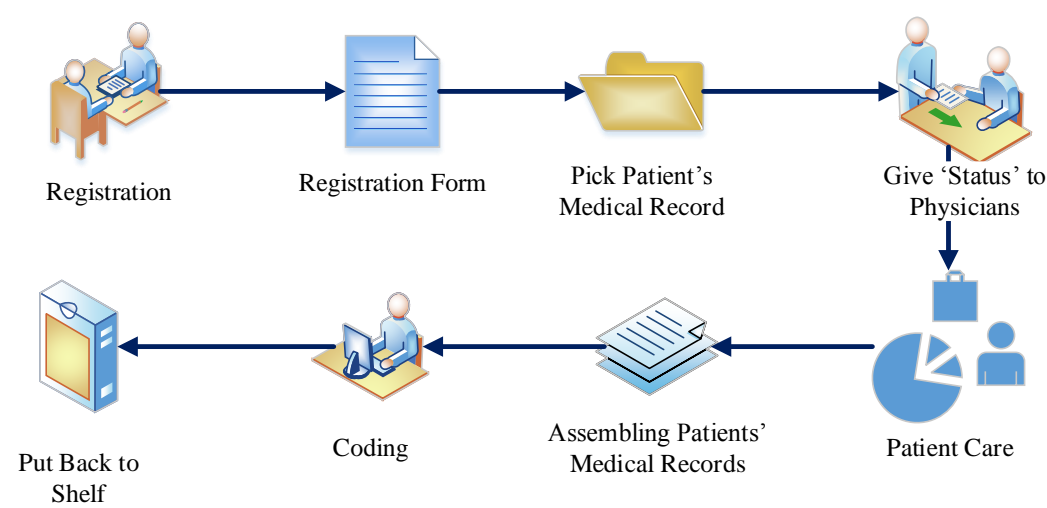 Registration
Registration Form
Pick Patient’s
Medical Record
Give ‘Status’ to
Physicians
Put Back to
Shelf
Coding
Assembling Patients’
Medical Records
Patient Care